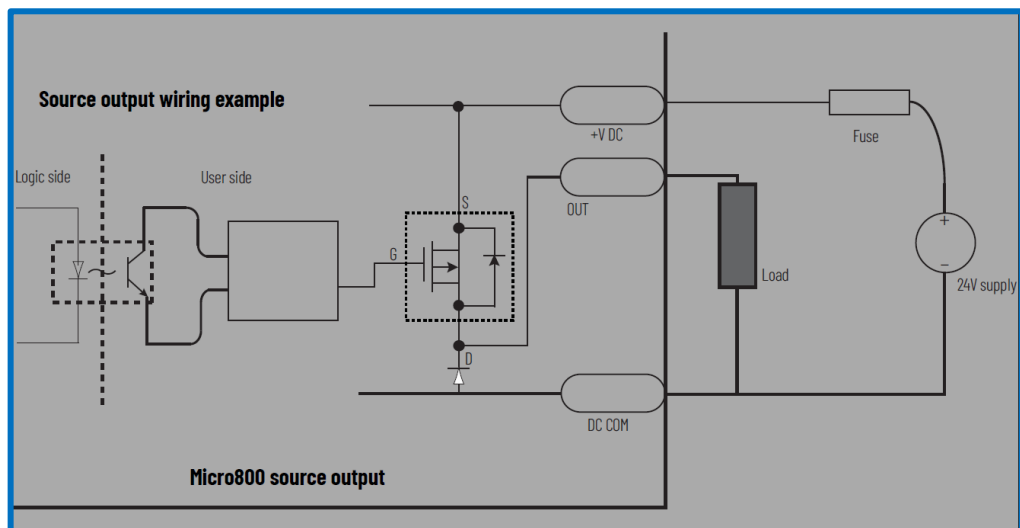 Source output wiring example
+V DC
Fuse
Logic side
User side
OUT
S
G
+
-
Load
24V supply
D
DC COM
Micro800 source output